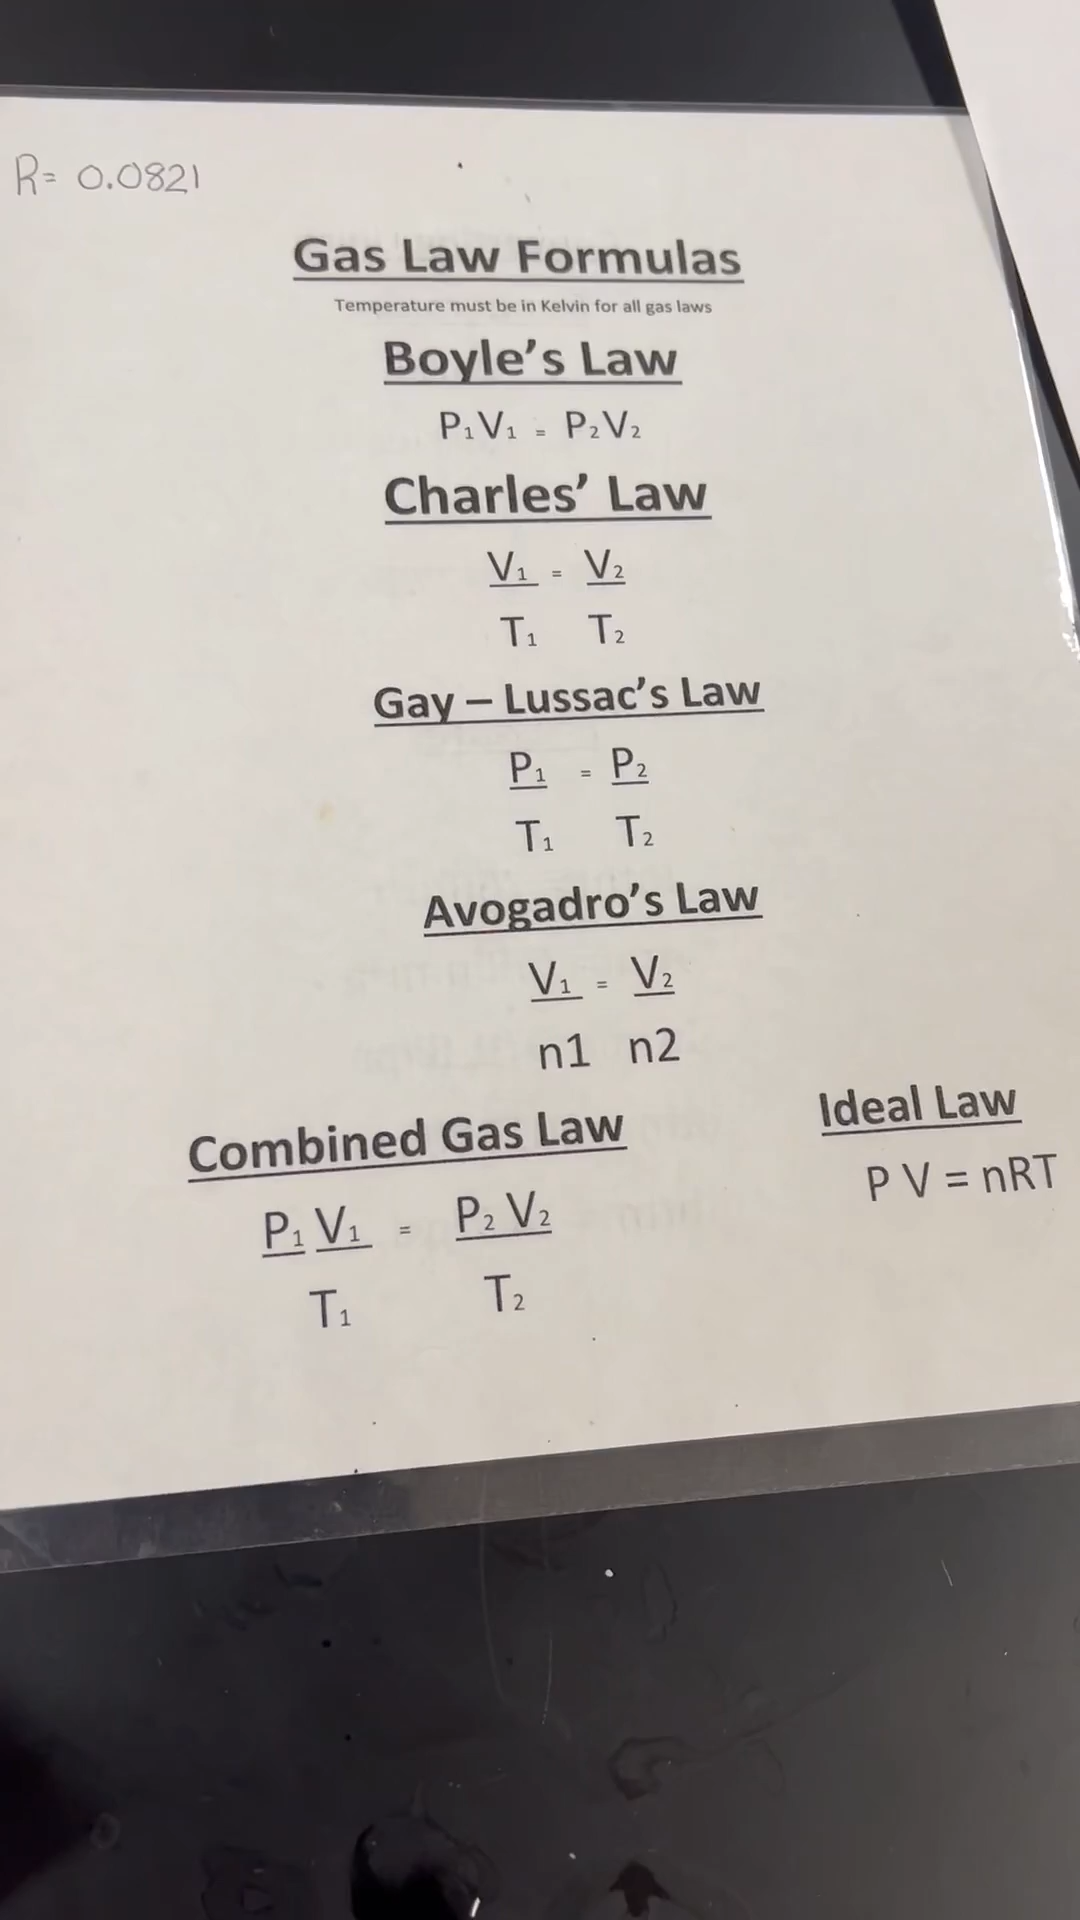 R= 0.0821
Gas Law Formulas
Temperature must be in Kelvin for all gas laws
Boyle's Law
P₁V₁ = P₂V₂
Charles' Law
V₁ = V₂
T₁ T₂
Gay – Lussac's Law
P₁ = P₂
T₁ T₂
Avogadro's Law
V₁ = V₂
n1 n2
Combined Gas Law
P₁ V₁ = P₂ V₂
T₁ T₂
Ideal Law
P V = nRT